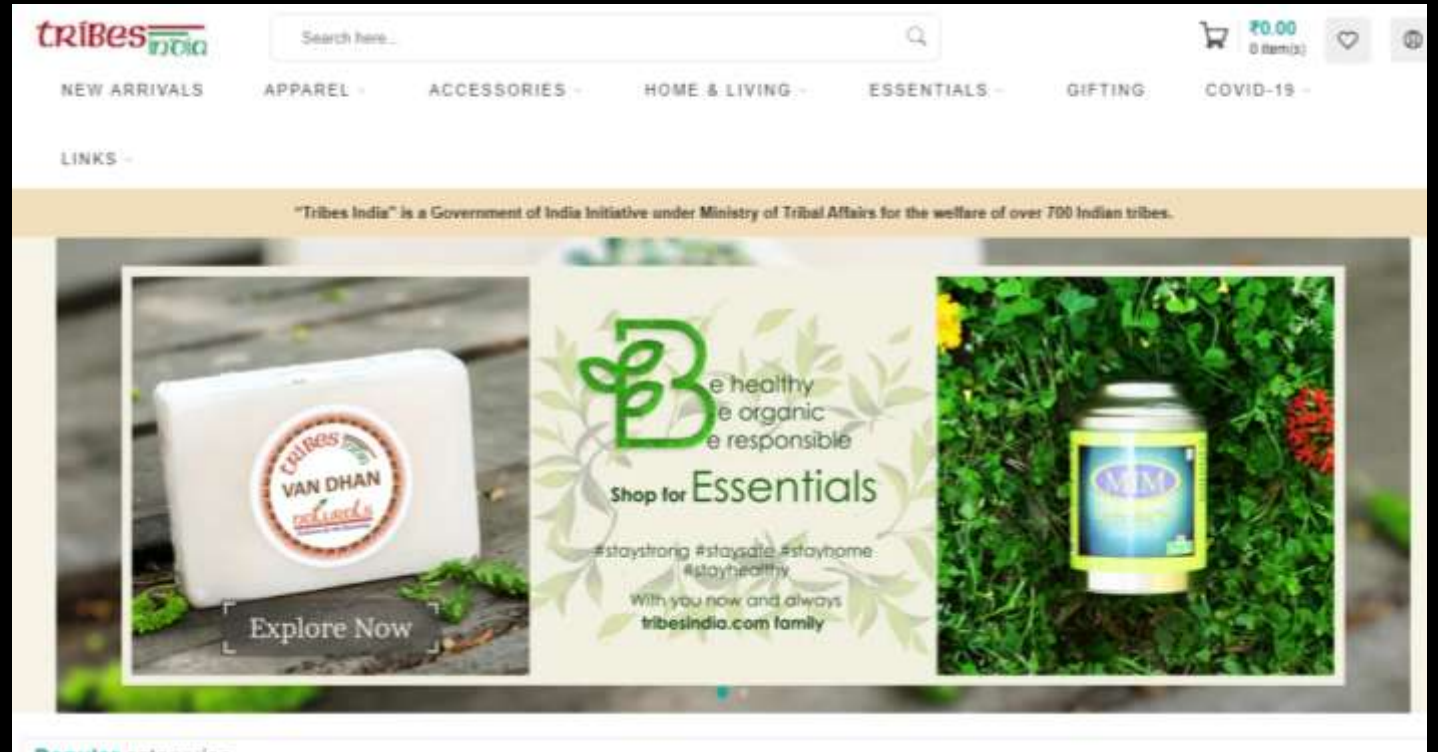 TRIBES INDIA
Search here...
₹0.00
0 item(s)
NEW ARRIVALS APPAREL ACCESSORIES HOME & LIVING ESSENTIALS GIFTING COVID-19
LINKS
"Tribes India" is a Government of India Initiative under Ministry of Tribal Affairs for the welfare of over 700 Indian tribes.
TRIBES INDIA
VAN DHAN
naturals
Explore Now
Be healthy
Be organic
Be responsible
Shop for Essentials
#staystrong #staysafe #stayhome
#stayhealthy
With you now and always
tribesindia.com family